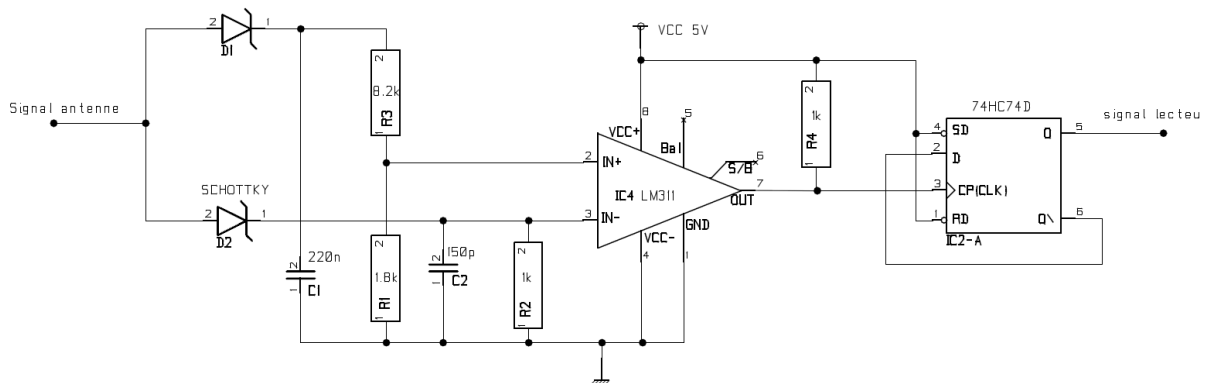 2
1
D1
VCC 5V
Signal antenne
2
8.2k
R3
1
8
VCC+
5
Bal
6
S/B
2
1k
R4
1
74HC74D
signal lecteu
4
SD
Q
5
2
D
3
CP(CLK)
1
RD
Q\
6
IC2-A
2
IN+
IC4 LM311
7
OUT
3
IN-
GND
VCC-
4
1
SCHOTTKY
2
1
D2
220n
2
1
C1
2
1.8k
R1
1
150p
2
1
C2
2
1k
R2
1